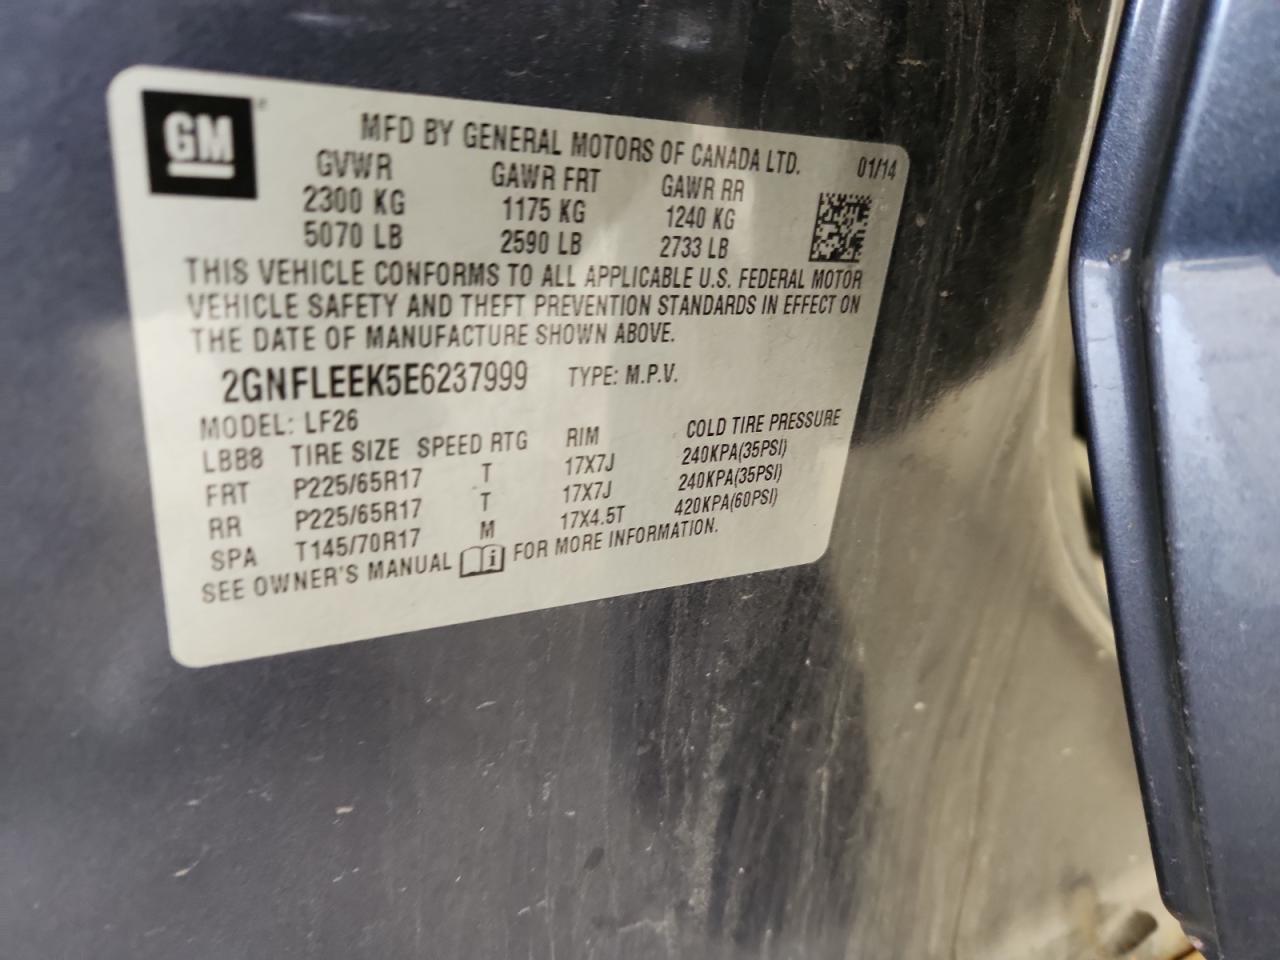 GM
MFD BY GENERAL MOTORS OF CANADA LTD. 01/14
GVWR GAWR FRT GAWR RR
2300 KG 1175 KG 1240 KG
5070 LB 2590 LB 2733 LB
THIS VEHICLE CONFORMS TO ALL APPLICABLE U.S. FEDERAL MOTOR
VEHICLE SAFETY AND THEFT PREVENTION STANDARDS IN EFFECT ON
THE DATE OF MANUFACTURE SHOWN ABOVE.
2GNFLEEK5E6237999 TYPE: M.P.V.
MODEL: LF26
LBB8 TIRE SIZE SPEED RTG RIM COLD TIRE PRESSURE
FRT P225/65R17 T 17X7J 240KPA(35PSI)
RR P225/65R17 T 17X7J 240KPA(35PSI)
SPA T145/70R17 M 17X4.5T 420KPA(60PSI)
SEE OWNER'S MANUAL i FOR MORE INFORMATION.